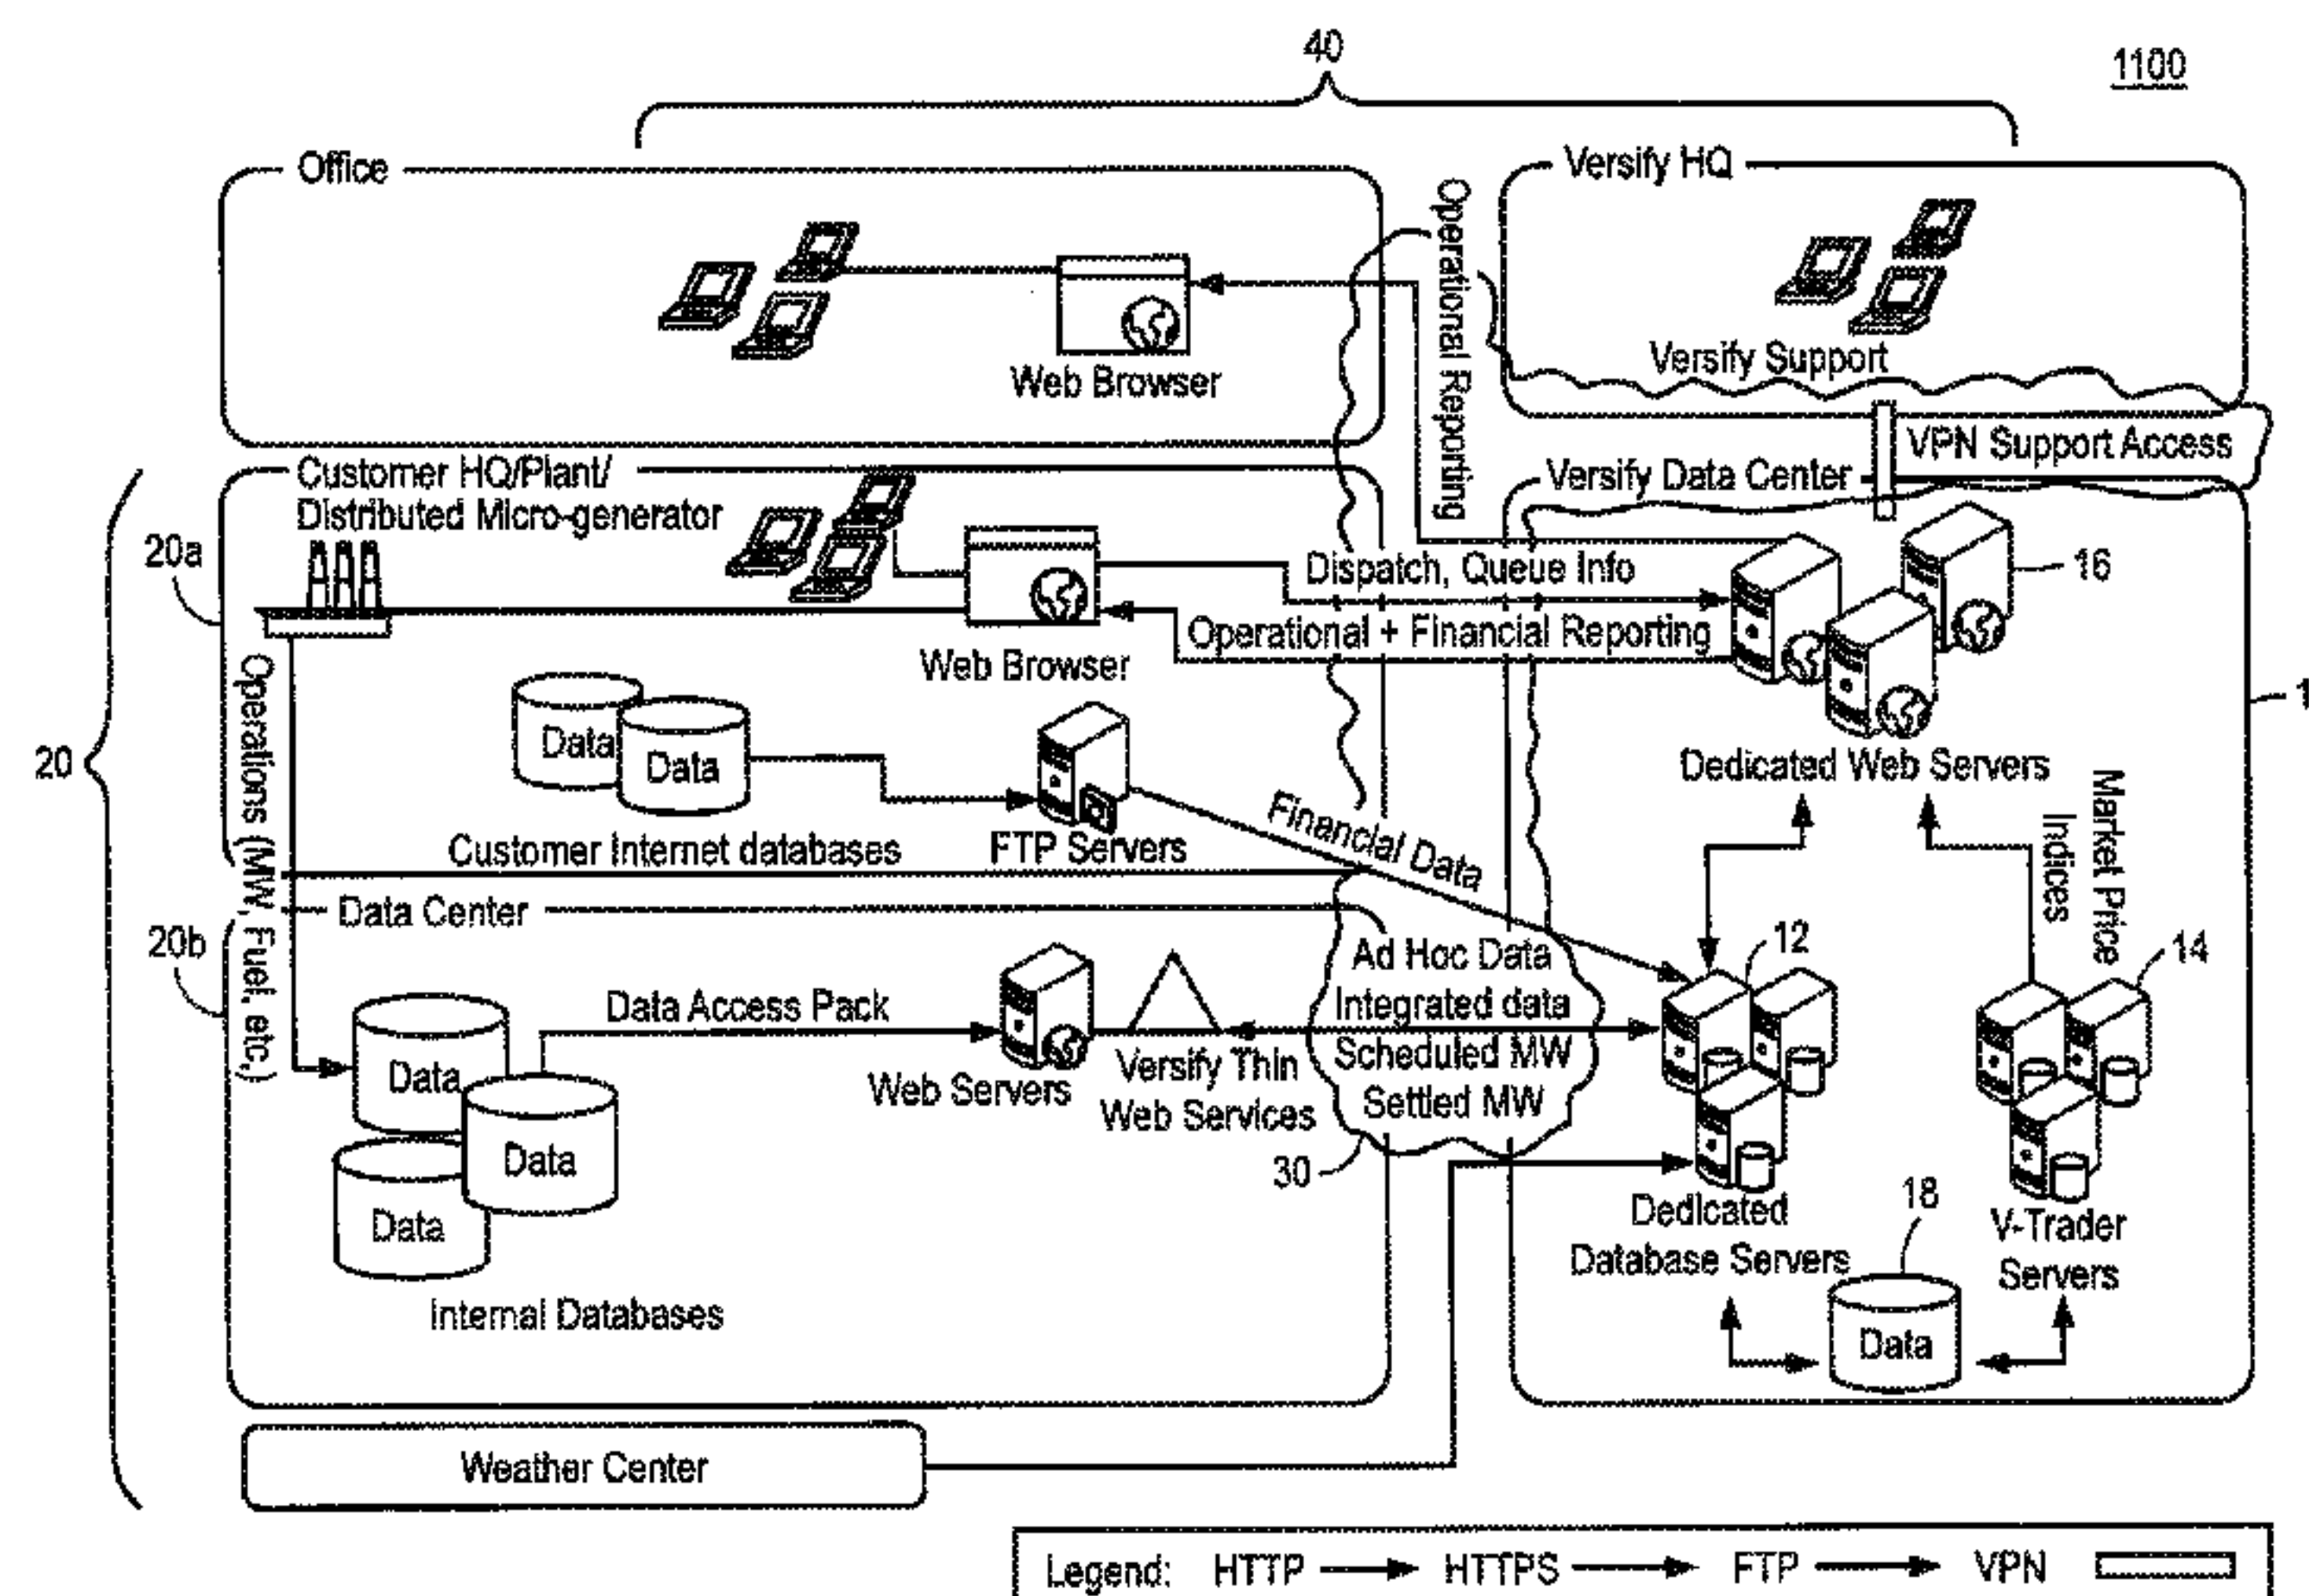 40
1100
Office
Versify HQ
Operational Reporting
Web Browser
Versify Support
VPN Support Access
Customer HQ/Plant/
Distributed Micro-generator
Versify Data Center
20a
Dispatch, Queue Info
16
Operational + Financial Reporting
Web Browser
1
20
Operations (MW, Fuel, etc,)
Data
Data
Dedicated Web Servers
Market Price
Indices
Financial Data
Customer Internet databases
FTP Servers
Data Center
20b
12
14
Ad Hoc Data
Integrated data
Scheduled MW
Settled MW
Data Access Pack
Web Servers
Versify Thin
Web Services
Data
Data
Data
30
Internal Databases
Dedicated
Database Servers
18
V-Trader
Servers
Data
Weather Center
Legend: HTTP HTTPS FTP VPN